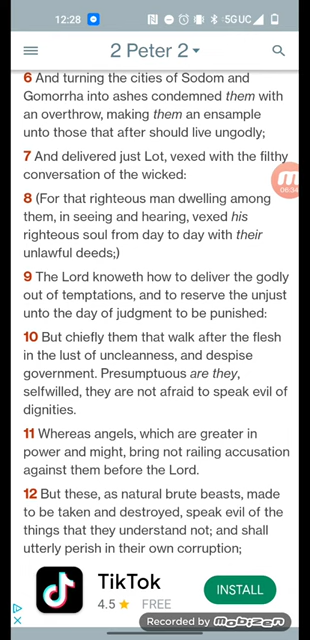 12:28 5GUC
2 Peter 2
6 And turning the cities of Sodom and
Gomorrha into ashes condemned them with
an overthrow, making them an ensample
unto those that after should live ungodly;
7 And delivered just Lot, vexed with the filthy
conversation of the wicked:
06:34
8 (For that righteous man dwelling among
them, in seeing and hearing, vexed his
righteous soul from day to day with their
unlawful deeds;)
9 The Lord knoweth how to deliver the godly
out of temptations, and to reserve the unjust
unto the day of judgment to be punished:
10 But chiefly them that walk after the flesh
in the lust of uncleanness, and despise
government. Presumptuous are they,
selfwilled, they are not afraid to speak evil of
dignities.
11 Whereas angels, which are greater in
power and might, bring not railing accusation
against them before the Lord.
12 But these, as natural brute beasts, made
to be taken and destroyed, speak evil of the
things that they understand not; and shall
utterly perish in their own corruption;
TikTok
4.5 ★ FREE
INSTALL
Recorded by mobizen